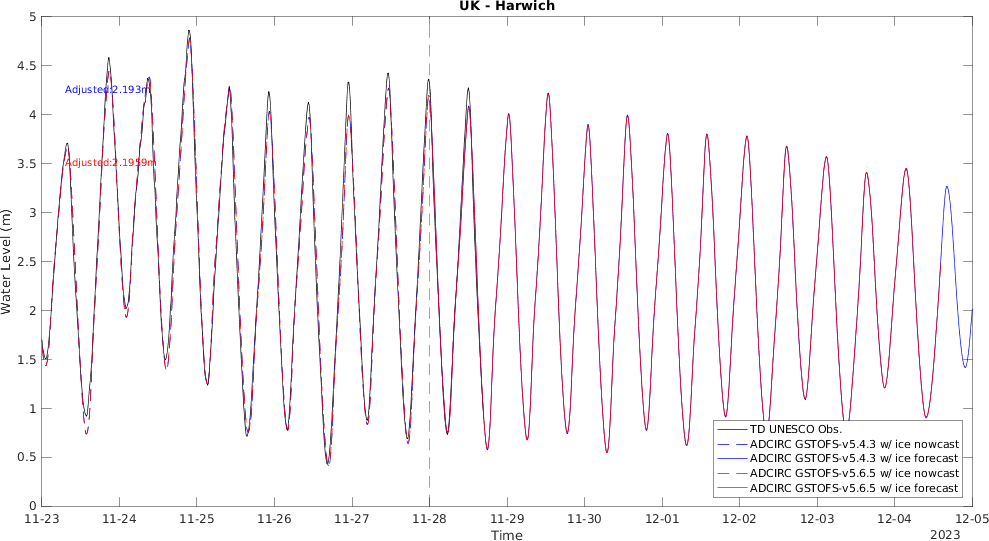 UK - Harwich
5
4.5
4
3.5
3
2.5
2
1.5
1
0.5
0
Water Level (m)
Adjusted:2.193m
Adjusted:2.1959m
TD UNESCO Obs.
ADCIRC GSTOFS-v5.4.3 w/ ice nowcast
ADCIRC GSTOFS-v5.4.3 w/ ice forecast
ADCIRC GSTOFS-v5.6.5 w/ ice nowcast
ADCIRC GSTOFS-v5.6.5 w/ ice forecast
11-23 11-24 11-25 11-26 11-27 11-28 11-29 11-30 12-01 12-02 12-03 12-04 12-05
Time
2023